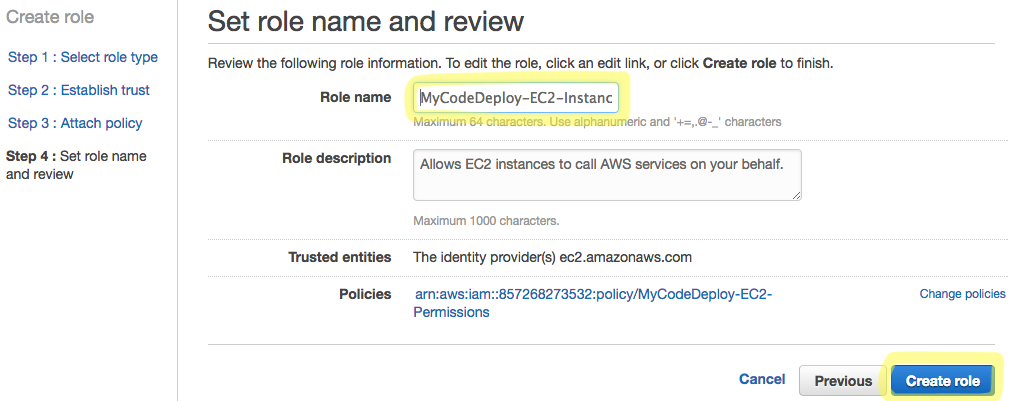 Create role
Step 1 : Select role type
Step 2 : Establish trust
Step 3 : Attach policy
Step 4 : Set role name
and review
Set role name and review
Review the following role information. To edit the role, click an edit link, or click Create role to finish.
Role name
MyCodeDeploy-EC2-Instanc
Maximum 64 characters. Use alphanumeric and '+=,.@-_' characters
Role description
Allows EC2 instances to call AWS services on your behalf.
Maximum 1000 characters.
Trusted entities
The identity provider(s) ec2.amazonaws.com
Policies
arn:aws:iam::857268273532:policy/MyCodeDeploy-EC2-
Permissions
Change policies
Cancel
Previous
Create role